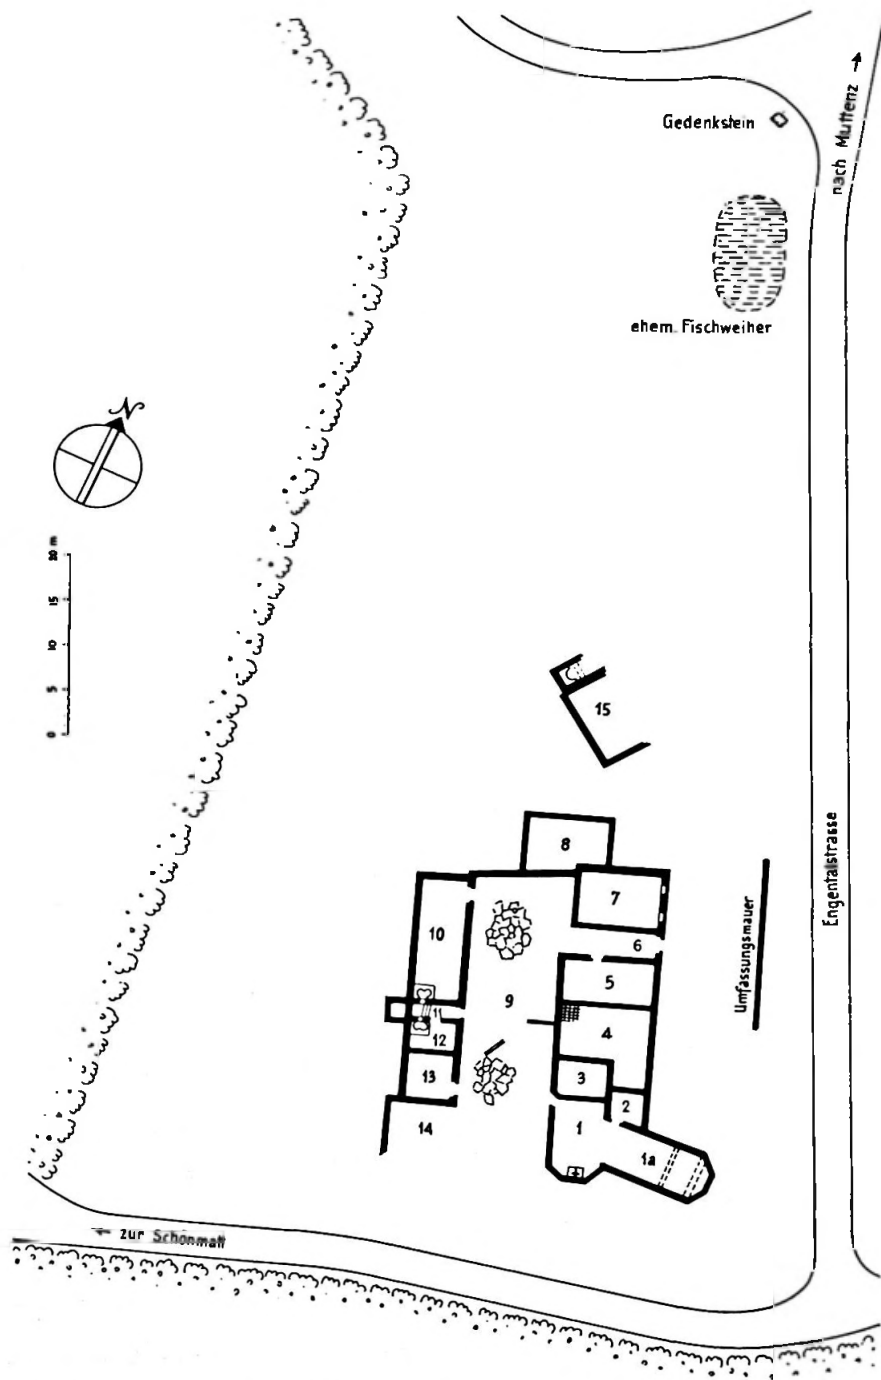 Gedenkstein
nach Muttenz
ehem. Fischweiher
N
0 5 10 15 20 m
15
8
7
10
6
5
9
4
11
12
3
13
2
1
14
1a
Umfassungsmauer
Engentalstrasse
← zur Schönmatt